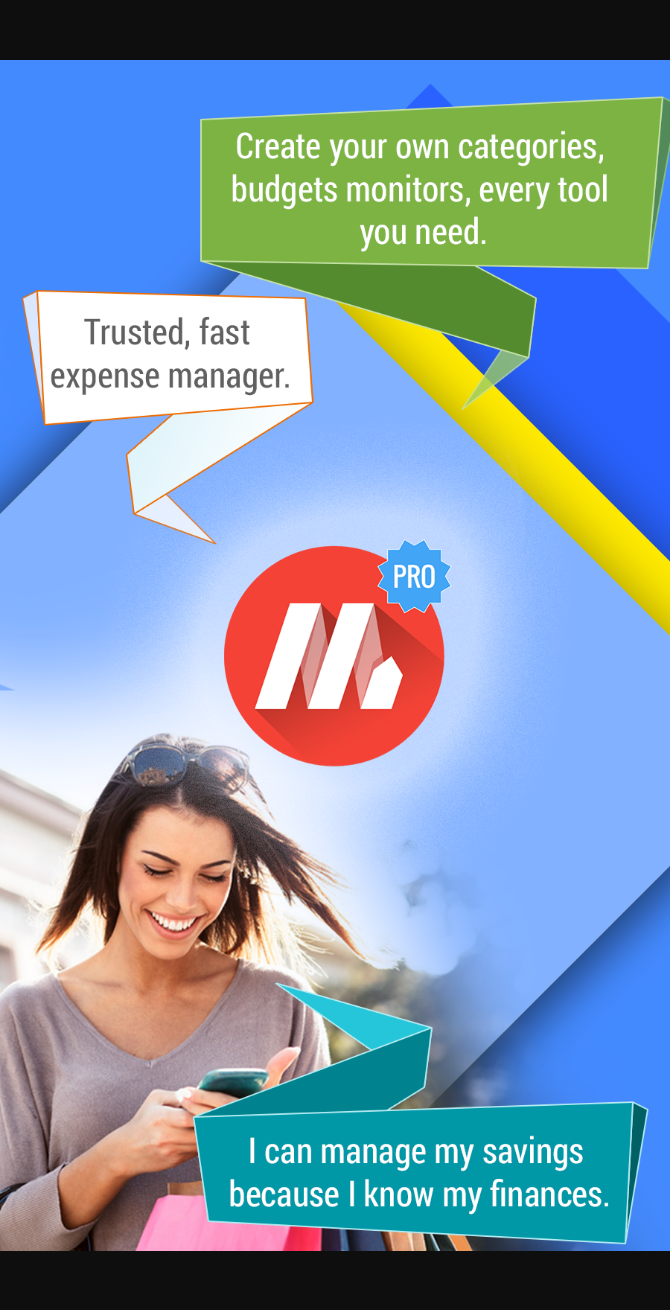 Create your own categories,
budgets monitors, every tool
you need.
Trusted, fast
expense manager.
PRO
I can manage my savings
because I know my finances.